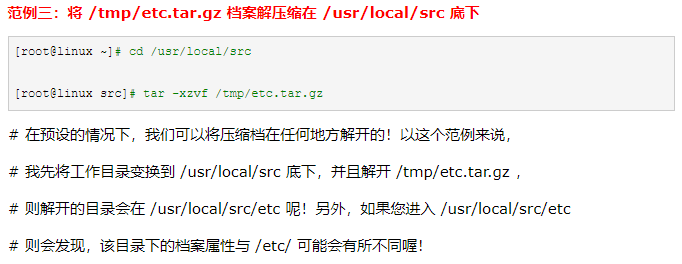 范例三：将 /tmp/etc.tar.gz 档案解压缩在 /usr/local/src 底下
[root@linux ~]# cd /usr/local/src
[root@linux src]# tar -xzvf /tmp/etc.tar.gz
# 在预设的情况下，我们可以将压缩档在任何地方解开的！以这个范例来说，
# 我先将工作目录变换到 /usr/local/src 底下，并且解开 /tmp/etc.tar.gz ，
# 则解开的目录会在 /usr/local/src/etc 呢！另外，如果您进入 /usr/local/src/etc
# 则会发现，该目录下的档案属性与 /etc/ 可能会有所不同喔！